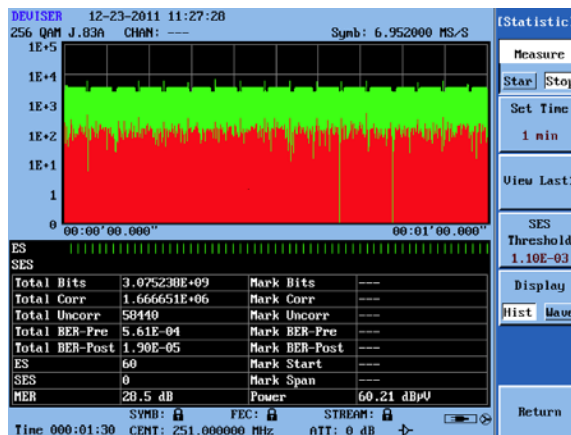 DEVISER 12-23-2011 11:27:28
[Statistic
256 QAM J.83A CHAN: --- Symb: 6.952000 MS/S
1E+5
Measure
1E+4
Star Stop
1E+3
Set Time
1E+2
1 min
1E+1
1
View Last
0
00:00'00.000" 00:01'00.000"
SES
Threshold
1.10E-03
ES
SES
Total Bits 3.075238E+09 Mark Bits ---
Display
Total Corr 1.666651E+06 Mark Corr ---
Hist Wave
Total Uncorr 58440 Mark Uncorr ---
Total BER-Pre 5.61E-04 Mark BER-Pre ---
Total BER-Post 1.90E-05 Mark BER-Post ---
ES 60 Mark Start ---
SES 0 Mark Span ---
MER 28.5 dB Power 60.21 dBµV
Return
SYMB: FEC: STREAM:
Time 000:01:30 CENT: 251.000000 MHz ATT: 0 dB